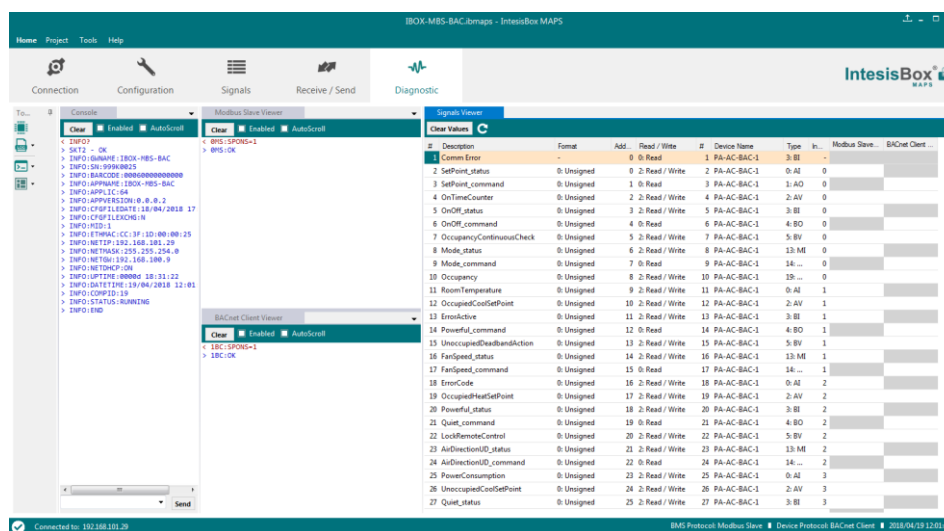 IBOX-MBS-BAC.ibmaps - IntesisBox MAPS
Home Project Tools Help
Connection Configuration Signals Receive / Send Diagnostic
IntesisBox®
MAPS
To...
Console
Clear Enabled AutoScroll
< INFO?
> SKT2 - OK
> INFO:GWNAME:IBOX-MBS-BAC
> INFO:SN:999K0025
> INFO:BARCODE:00060000000000
> INFO:APPNAME:IBOX-MBS-BAC
> INFO:APPLIC:64
> INFO:APPVERSION:0.0.0.2
> INFO:CFGFILEDATE:18/04/2018 17
> INFO:CFGFILEXCHG:N
> INFO:MID:1
> INFO:ETHMAC:CC:3F:1D:00:00:25
> INFO:NETIP:192.168.101.29
> INFO:NETMASK:255.255.254.0
> INFO:NETGW:192.168.100.9
> INFO:NETDHCP:ON
> INFO:UPTIME:0000d 18:31:22
> INFO:DATETIME:19/04/2018 12:01
> INFO:COMPID:19
> INFO:STATUS:RUNNING
> INFO:END
Send
Modbus Slave Viewer
Clear Enabled AutoScroll
< 0MS:SPONS=1
> 0MS:OK
BACnet Client Viewer
Clear Enabled AutoScroll
< 1BC:SPONS=1
> 1BC:OK
Signals Viewer
Clear Values
# Description Format Add... Read / Write # Device Name Type In... Modbus Slave... BACnet Client ...
1 Comm Error - 0 0: Read 1 PA-AC-BAC-1 3: BI -
2 SetPoint_status 0: Unsigned 0 2: Read / Write 2 PA-AC-BAC-1 0: AI 0
3 SetPoint_command 0: Unsigned 1 0: Read 3 PA-AC-BAC-1 1: AO 0
4 OnTimeCounter 0: Unsigned 2 2: Read / Write 4 PA-AC-BAC-1 2: AV 0
5 OnOff_status 0: Unsigned 3 2: Read / Write 5 PA-AC-BAC-1 3: BI 0
6 OnOff_command 0: Unsigned 4 0: Read 6 PA-AC-BAC-1 4: BO 0
7 OccupancyContinuousCheck 0: Unsigned 5 2: Read / Write 7 PA-AC-BAC-1 5: BV 0
8 Mode_status 0: Unsigned 6 2: Read / Write 8 PA-AC-BAC-1 13: MI 0
9 Mode_command 0: Unsigned 7 0: Read 9 PA-AC-BAC-1 14: ... 0
10 Occupancy 0: Unsigned 8 2: Read / Write 10 PA-AC-BAC-1 19: ... 0
11 RoomTemperature 0: Unsigned 9 2: Read / Write 11 PA-AC-BAC-1 0: AI 1
12 OccupiedCoolSetPoint 0: Unsigned 10 2: Read / Write 12 PA-AC-BAC-1 2: AV 1
13 ErrorActive 0: Unsigned 11 2: Read / Write 13 PA-AC-BAC-1 3: BI 1
14 Powerful_command 0: Unsigned 12 0: Read 14 PA-AC-BAC-1 4: BO 1
15 UnoccupiedDeadbandAction 0: Unsigned 13 2: Read / Write 15 PA-AC-BAC-1 5: BV 1
16 FanSpeed_status 0: Unsigned 14 2: Read / Write 16 PA-AC-BAC-1 13: MI 1
17 FanSpeed_command 0: Unsigned 15 0: Read 17 PA-AC-BAC-1 14: ... 1
18 ErrorCode 0: Unsigned 16 2: Read / Write 18 PA-AC-BAC-1 0: AI 2
19 OccupiedHeatSetPoint 0: Unsigned 17 2: Read / Write 19 PA-AC-BAC-1 2: AV 2
20 Powerful_status 0: Unsigned 18 2: Read / Write 20 PA-AC-BAC-1 3: BI 2
21 Quiet_command 0: Unsigned 19 0: Read 21 PA-AC-BAC-1 4: BO 2
22 LockRemoteControl 0: Unsigned 20 2: Read / Write 22 PA-AC-BAC-1 5: BV 2
23 AirDirectionUD_status 0: Unsigned 21 2: Read / Write 23 PA-AC-BAC-1 13: MI 2
24 AirDirectionUD_command 0: Unsigned 22 0: Read 24 PA-AC-BAC-1 14: ... 2
25 PowerConsumption 0: Unsigned 23 2: Read / Write 25 PA-AC-BAC-1 0: AI 3
26 UnoccupiedCoolSetPoint 0: Unsigned 24 2: Read / Write 26 PA-AC-BAC-1 2: AV 3
27 Quiet_status 0: Unsigned 25 2: Read / Write 27 PA-AC-BAC-1 3: BI 3
Connected to: 192.168.101.29 BMS Protocol: Modbus Slave Device Protocol: BACnet Client 2018/04/19 12:01: